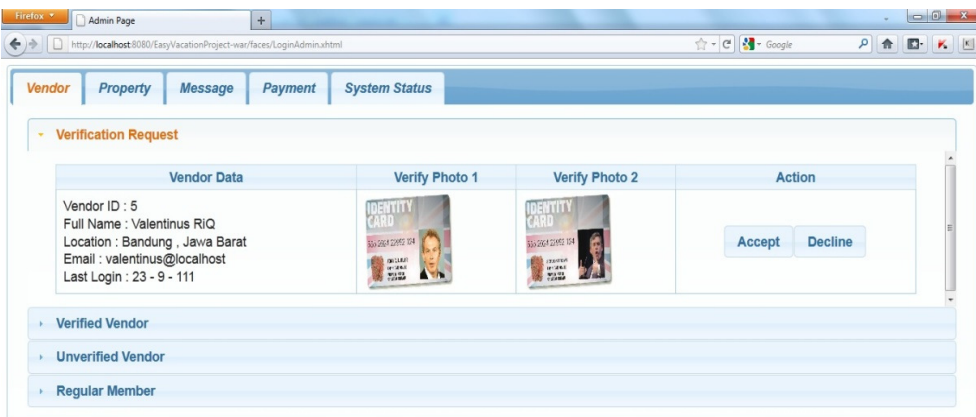 Firefox
Admin Page
http://localhost:8080/EasyVacationProject-war/faces/LoginAdmin.xhtml
Google
Vendor Property Message Payment System Status
Verification Request
Vendor Data Verify Photo 1 Verify Photo 2 Action
Vendor ID : 5
Full Name : Valentinus RiQ
Location : Bandung , Jawa Barat
Email : valentinus@localhost
Last Login : 23 - 9 - 111
IDENTITY CARD
IDENTITY CARD
Accept Decline
Verified Vendor
Unverified Vendor
Regular Member